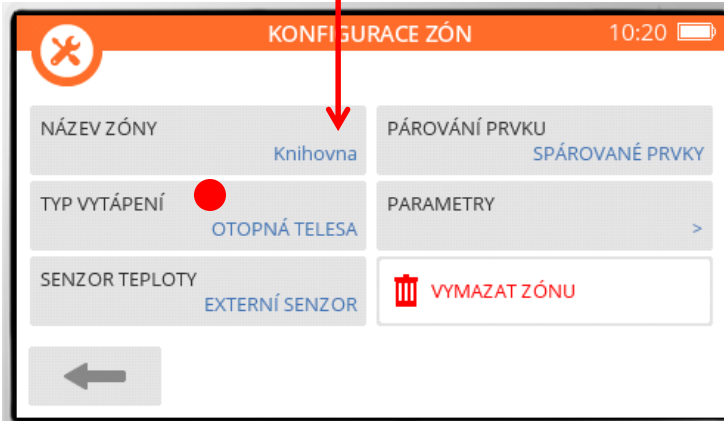 KONFIGURACE ZÓN
10:20
NÁZEV ZÓNY
Knihovna
PÁROVÁNÍ PRVKU
SPÁROVANÉ PRVKY
TYP VYTÁPENÍ
OTOPNÁ TELESA
PARAMETRY
>
SENZOR TEPLOTY
EXTERNÍ SENZOR
VYMAZAT ZÓNU